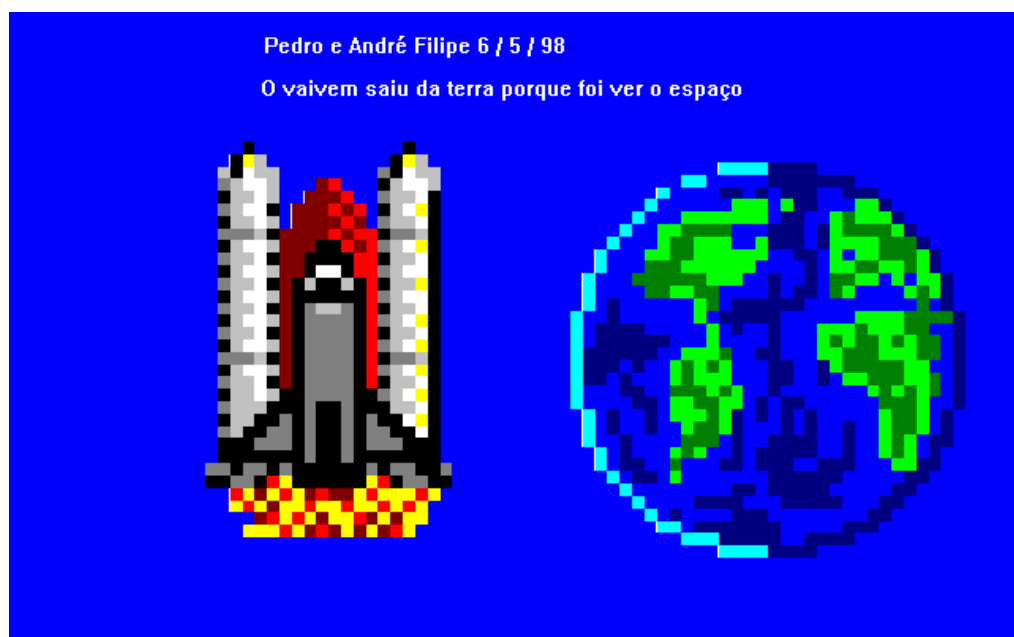 Pedro e André Filipe 6 / 5 / 98
O vaivem saiu da terra porque foi ver o espaço